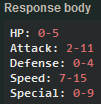 Response body
HP: 0-5
Attack: 2-11
Defense: 0-4
Speed: 7-15
Special: 0-9